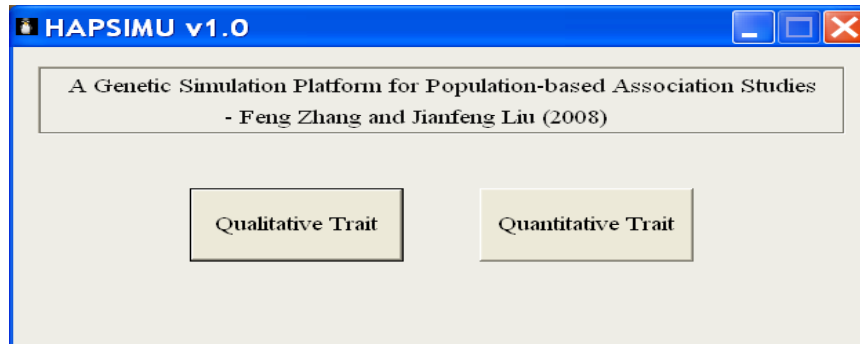 HAPSIMU v1.0
A Genetic Simulation Platform for Population-based Association Studies
- Feng Zhang and Jianfeng Liu (2008)
Qualitative Trait
Quantitative Trait